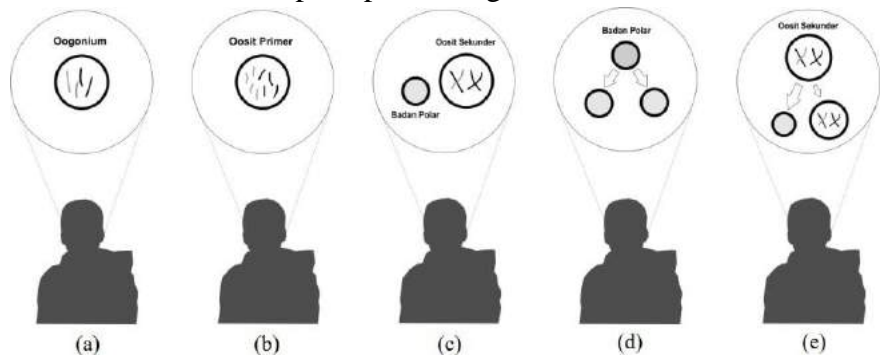 Oogonium
Oosit Primer
Oosit Sekunder
Badan Polar
Badan Polar
Oosit Sekunder
(a)
(b)
(c)
(d)
(e)